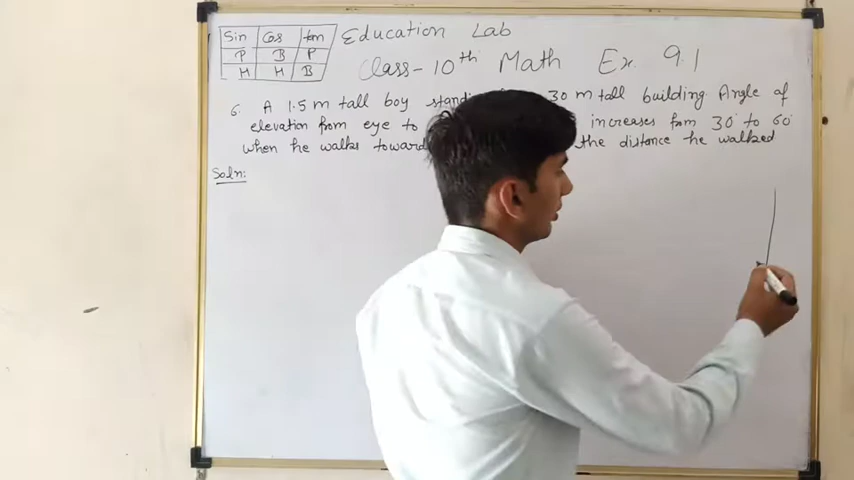 Sin Cos tan Education Lab
P B P
H H B Class-10th Math Ex. 9.1
6. A 1.5 m tall boy 30 m tall building. Angle of
elevation from eye to increases from 30° to 60°
when he walks the distance he walked
Soln: